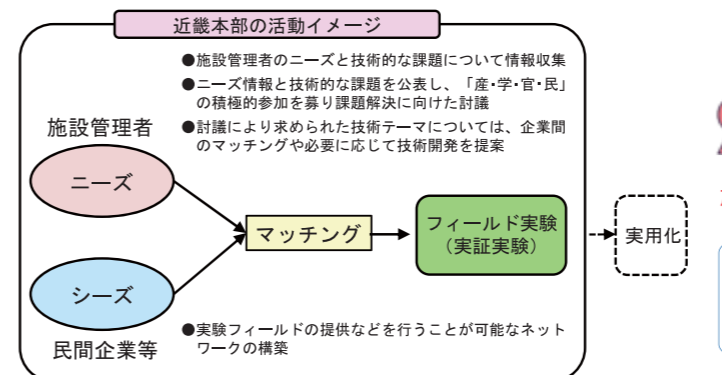 近畿本部の活動イメージ
●施設管理者のニーズと技術的な課題について情報収集
●ニーズ情報と技術的な課題を公表し、「産・学・官・民」
の積極的参加を募り課題解決に向けた討議
●討議により求められた技術テーマについては、企業間
のマッチングや必要に応じて技術開発を提案
施設管理者
ニーズ
マッチング
フィールド実験
（実証実験）
実用化
シーズ
民間企業等
●実験フィールドの提供などを行うことが可能なネット
ワークの構築